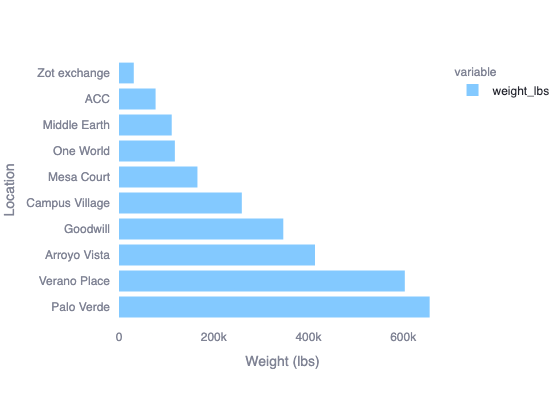 variable
weight_lbs
Location
Zot exchange
ACC
Middle Earth
One World
Mesa Court
Campus Village
Goodwill
Arroyo Vista
Verano Place
Palo Verde
0 200k 400k 600k
Weight (lbs)